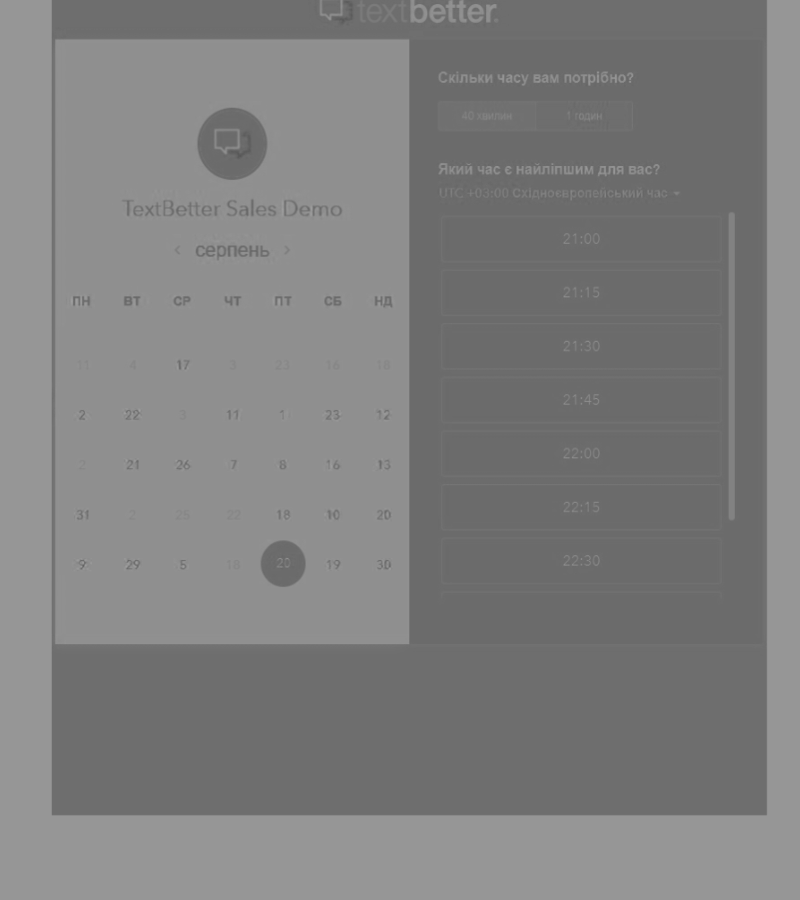 textbetter.
TextBetter Sales Demo
серпень
ПН ВТ СР ЧТ ПТ СБ НД
11 4 17 3 23 16 18
2 22 3 11 1 23 12
2 21 26 7 8 16 13
31 2 25 22 18 10 20
9 29 5 18 20 19 30
Скільки часу вам потрібно?
40 хвилин 1 годин
Який час є найліпшим для вас?
UTC +03:00 Східноєвропейський час
21:00
21:15
21:30
21:45
22:00
22:15
22:30